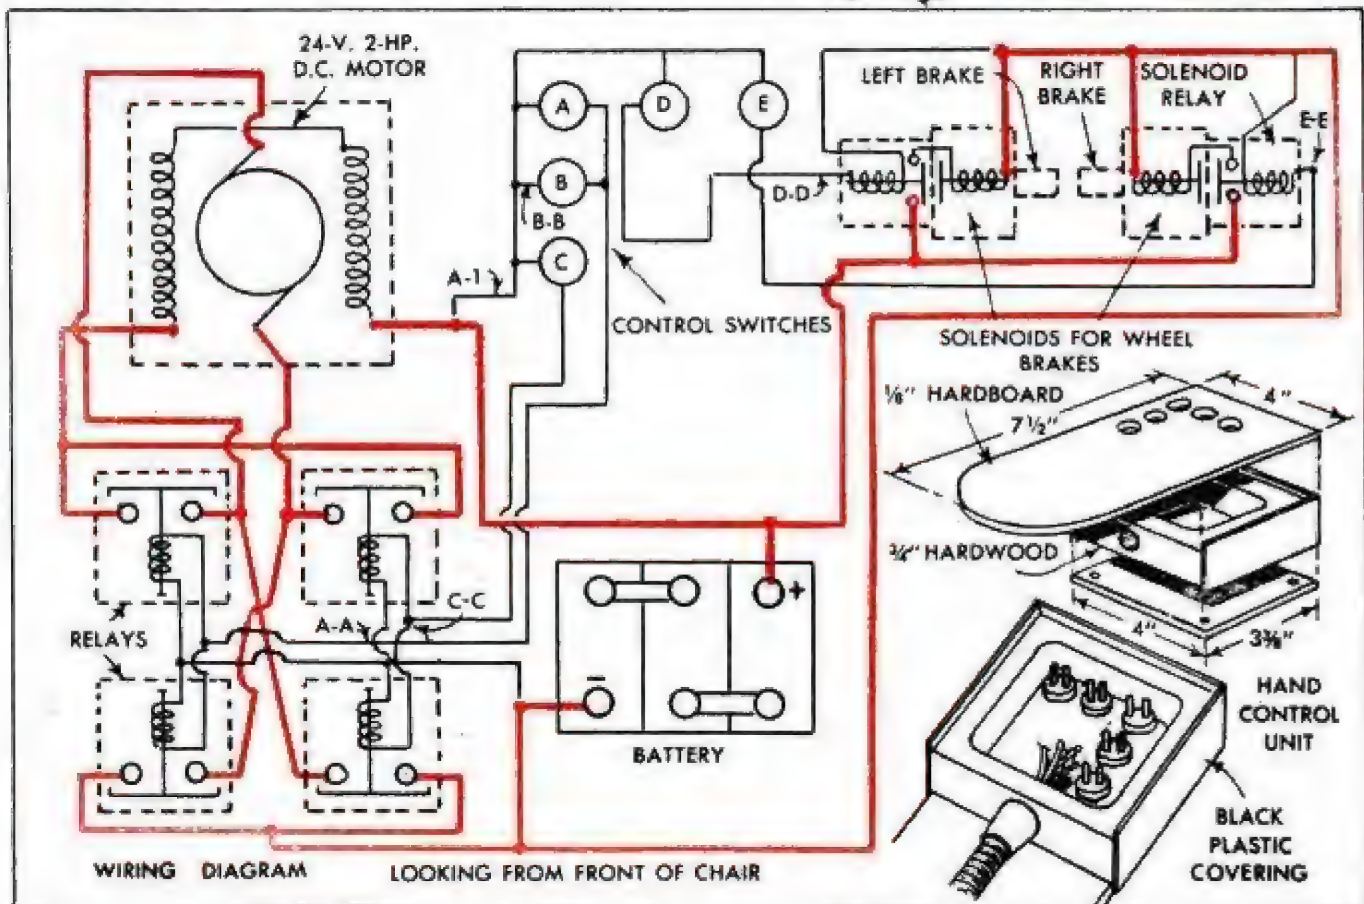 24-V. 2-HP.
D.C. MOTOR
A
B
B-B
C
D
E
A-1
CONTROL SWITCHES
LEFT BRAKE
RIGHT
BRAKE
SOLENOID
RELAY
E-E
D-D
SOLENOIDS FOR WHEEL
BRAKES
1/8" HARDBOARD
7 1/2"
4"
3/4" HARDWOOD
4"
3 3/8"
HAND
CONTROL
UNIT
BLACK
PLASTIC
COVERING
RELAYS
A-A
C-C
+
−
BATTERY
WIRING DIAGRAM
LOOKING FROM FRONT OF CHAIR